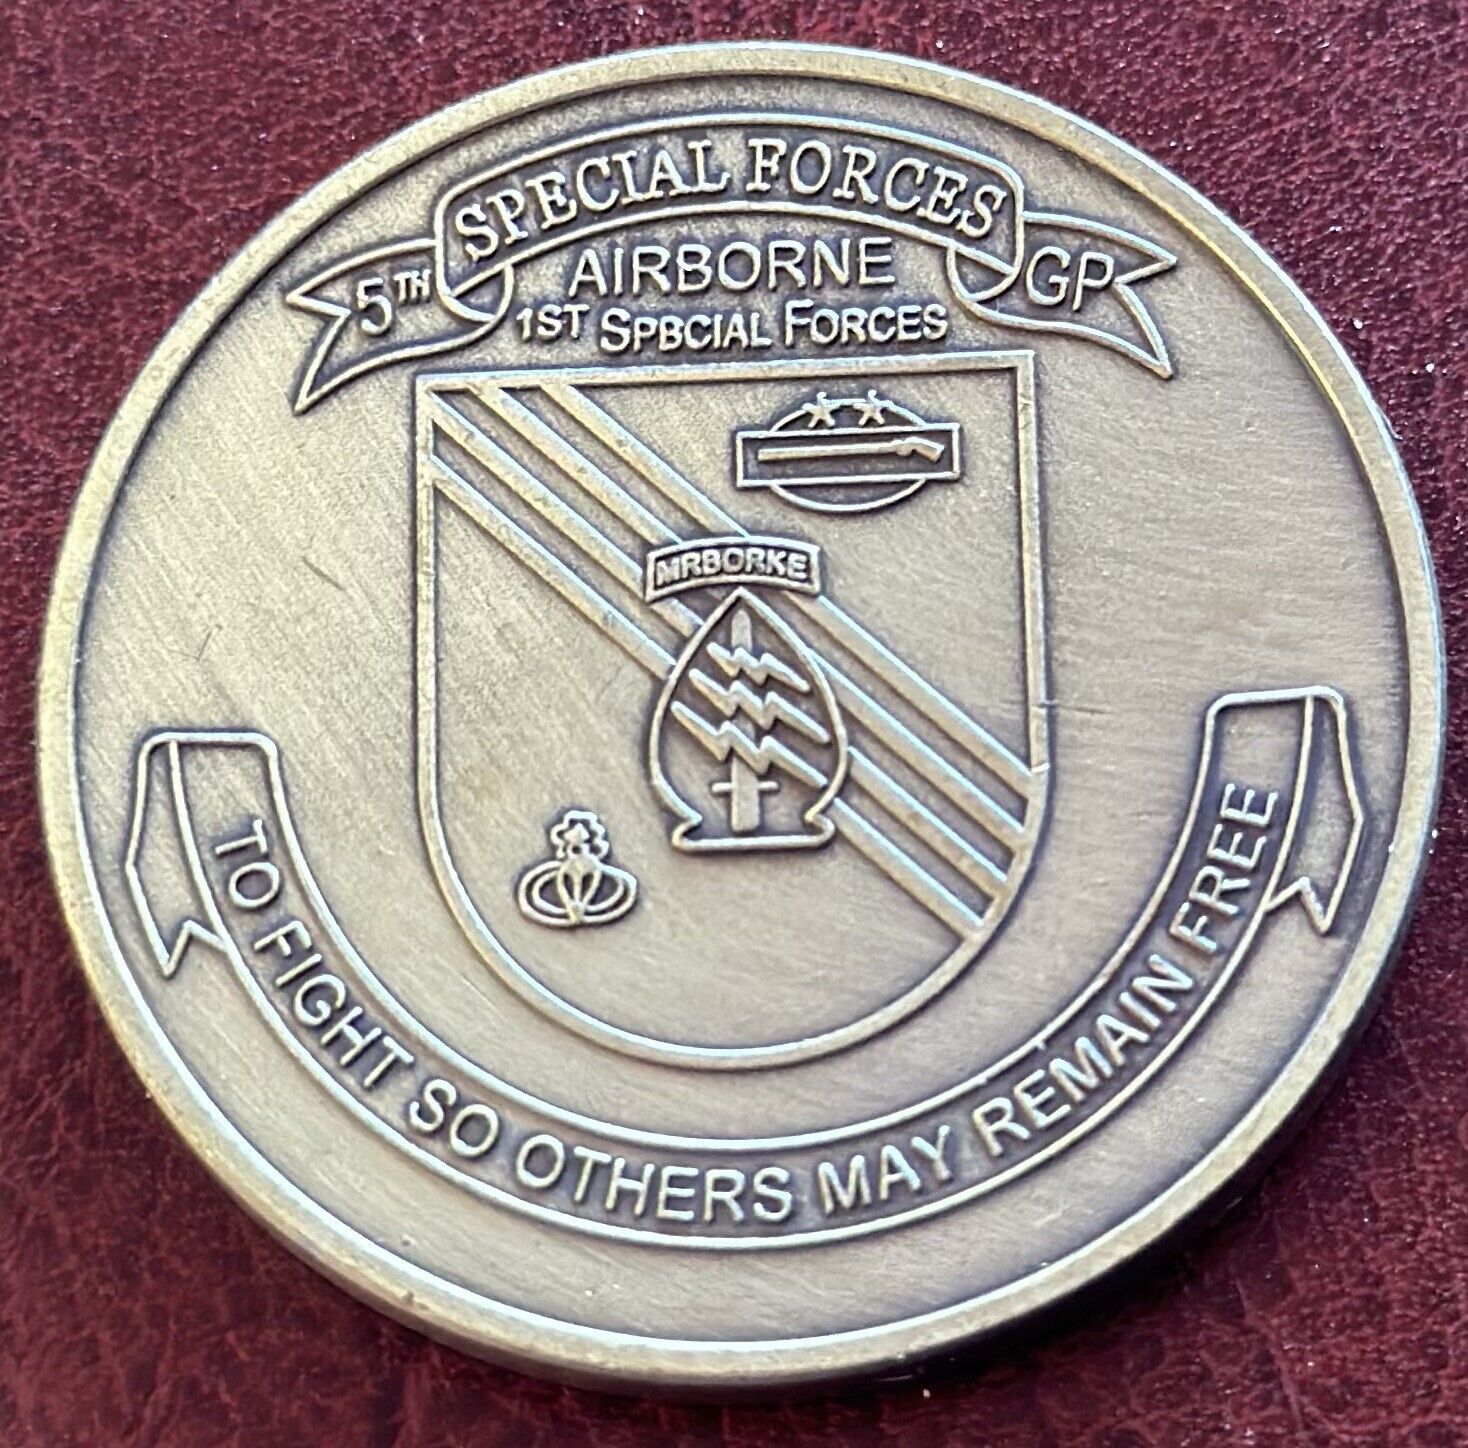 5TH SPECIAL FORCES GP
AIRBORNE
1ST SPBCIAL FORCES
MRBORKE
TO FIGHT SO OTHERS MAY REMAIN FREE